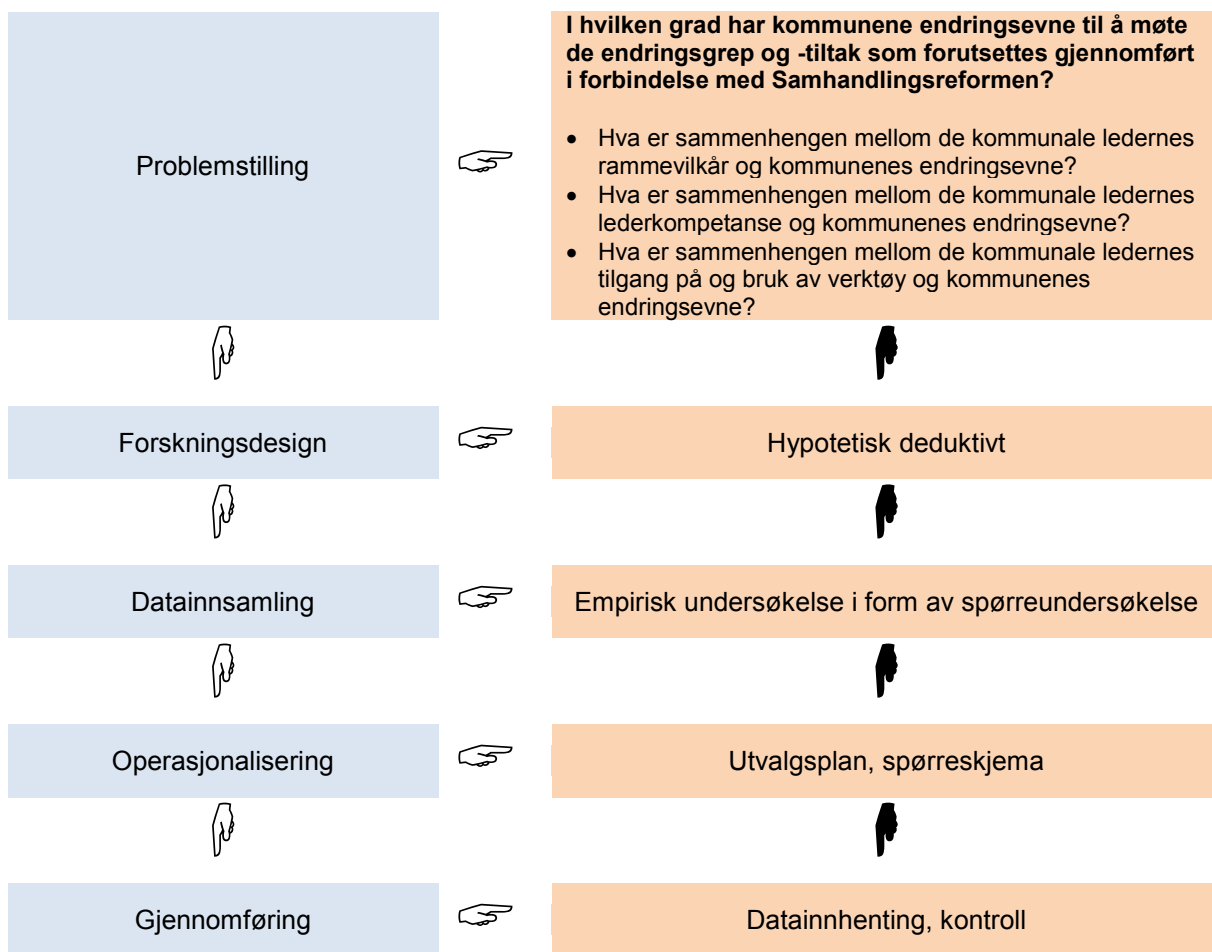 Problemstilling
I hvilken grad har kommunene endringsevne til å møte
de endringsgrep og -tiltak som forutsettes gjennomført
i forbindelse med Samhandlingsreformen?
• Hva er sammenhengen mellom de kommunale ledernes
rammevilkår og kommunenes endringsevne?
• Hva er sammenhengen mellom de kommunale ledernes
lederkompetanse og kommunenes endringsevne?
• Hva er sammenhengen mellom de kommunale ledernes
tilgang på og bruk av verktøy og kommunenes
endringsevne?
Forskningsdesign
Hypotetisk deduktivt
Datainnsamling
Empirisk undersøkelse i form av spørreundersøkelse
Operasjonalisering
Utvalgsplan, spørreskjema
Gjennomføring
Datainnhenting, kontroll